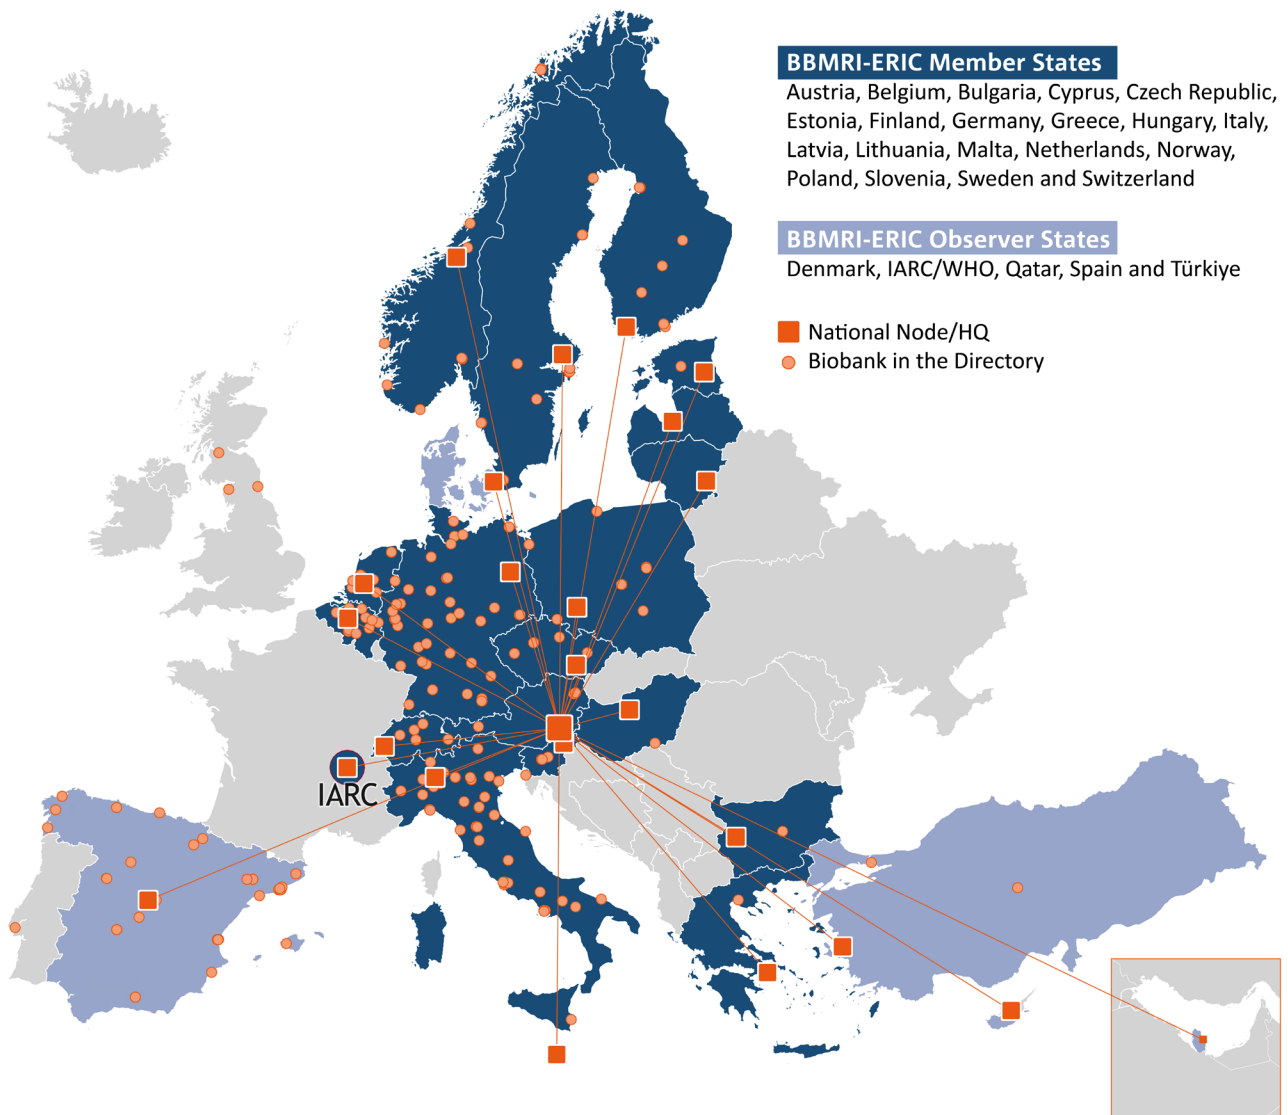 BBMRI-ERIC Member States
Austria, Belgium, Bulgaria, Cyprus, Czech Republic,
Estonia, Finland, Germany, Greece, Hungary, Italy,
Latvia, Lithuania, Malta, Netherlands, Norway,
Poland, Slovenia, Sweden and Switzerland
BBMRI-ERIC Observer States
Denmark, IARC/WHO, Qatar, Spain and Türkiye
National Node/HQ
Biobank in the Directory
IARC